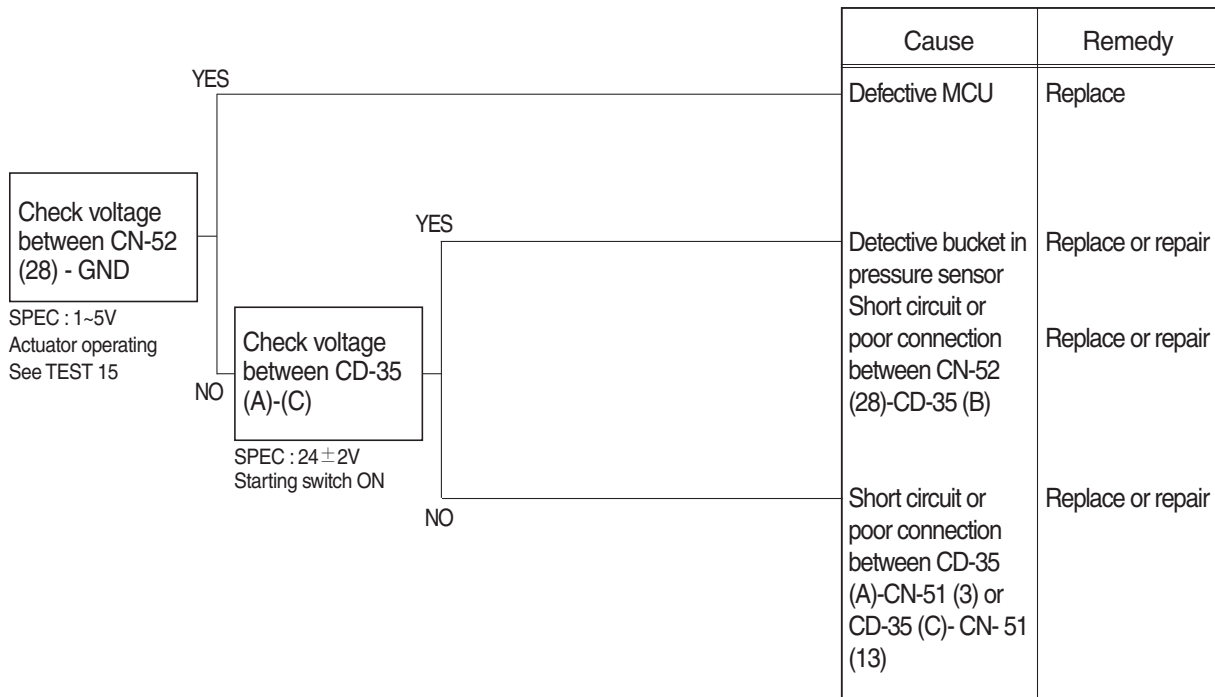 Cause
Remedy
YES
Defective MCU
Replace
Check voltage
between CN-52
(28) - GND
SPEC : 1~5V
Actuator operating
See TEST 15
NO
YES
Check voltage
between CD-35
(A)-(C)
SPEC : 24±2V
Starting switch ON
NO
Detective bucket in
pressure sensor
Replace or repair
Short circuit or
poor connection
between CN-52
(28)-CD-35 (B)
Replace or repair
Short circuit or
poor connection
between CD-35
(A)-CN-51 (3) or
CD-35 (C)- CN- 51
(13)
Replace or repair